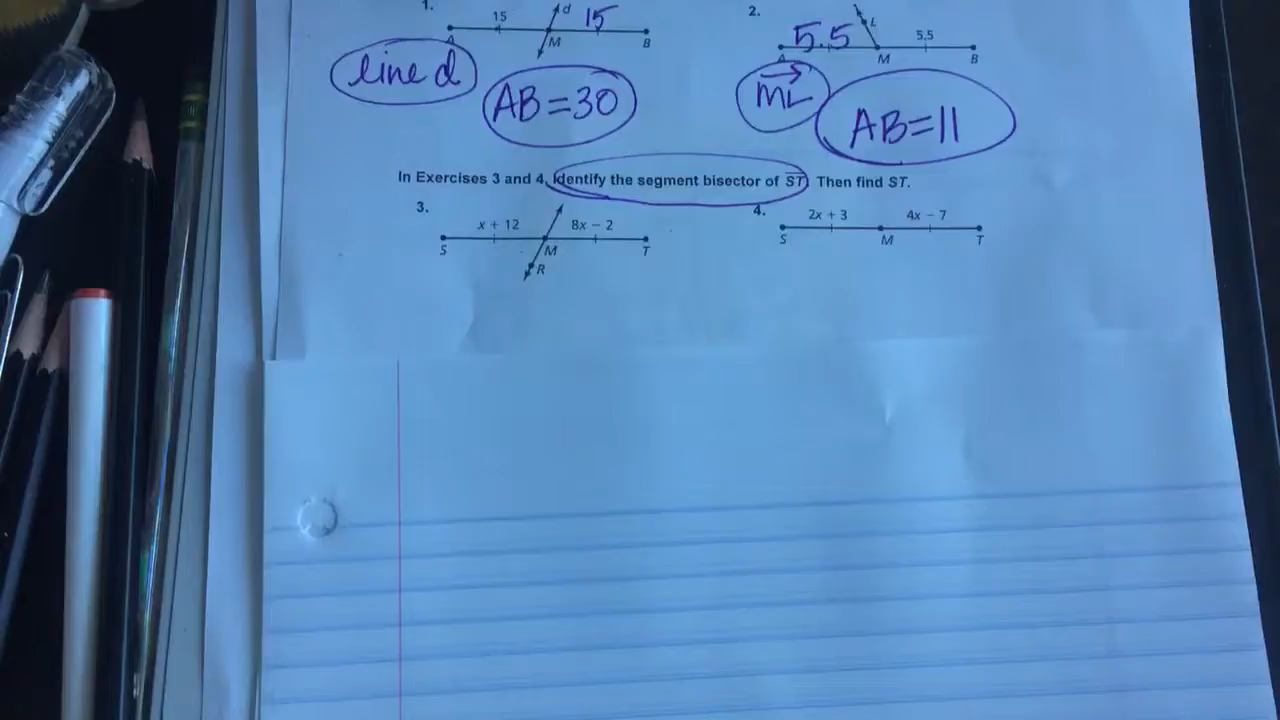 1.
15
d
15
A
M
B
line d
AB=30
2.
5.5
L
5.5
A
M
B
ML
AB=11
In Exercises 3 and 4, identify the segment bisector of ST. Then find ST.
3.
x + 12
8x − 2
S
M
T
R
4.
2x + 3
4x − 7
S
M
T